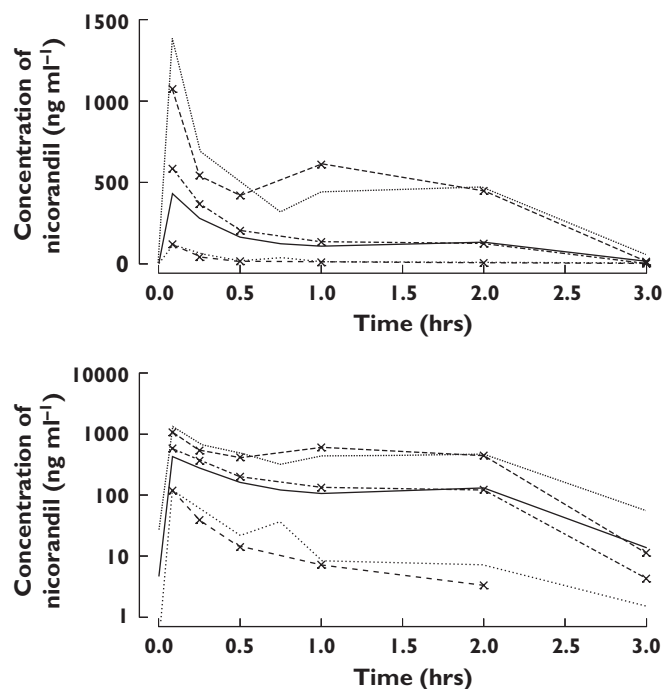 Concentration of
nicorandil (ng ml⁻¹)
1500
1000
500
0
0.0 0.5 1.0 1.5 2.0 2.5 3.0
Time (hrs)
Concentration of
nicorandil (ng ml⁻¹)
10000
1000
100
10
1
0.0 0.5 1.0 1.5 2.0 2.5 3.0
Time (hrs)